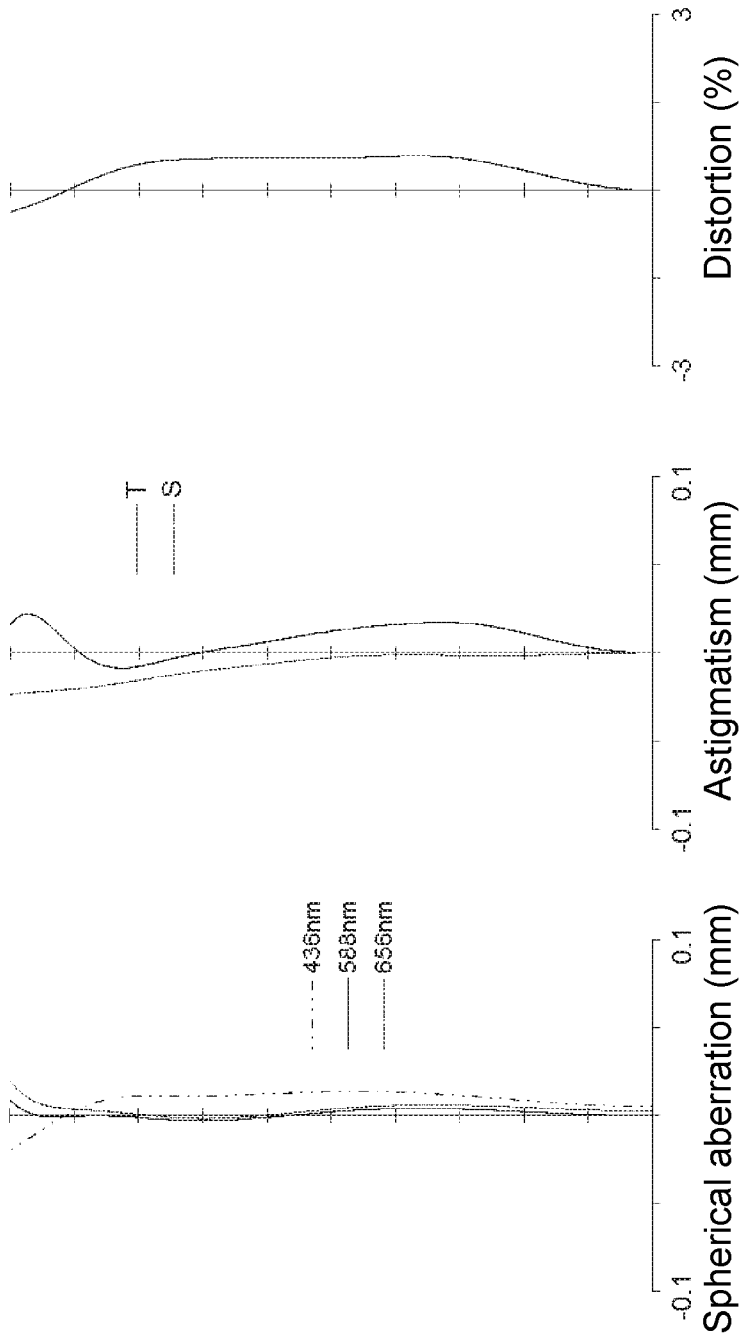 436nm
588nm
656nm
-0.1
0.1
Spherical aberration (mm)
T
S
-0.1
0.1
Astigmatism (mm)
-3
3
Distortion (%)